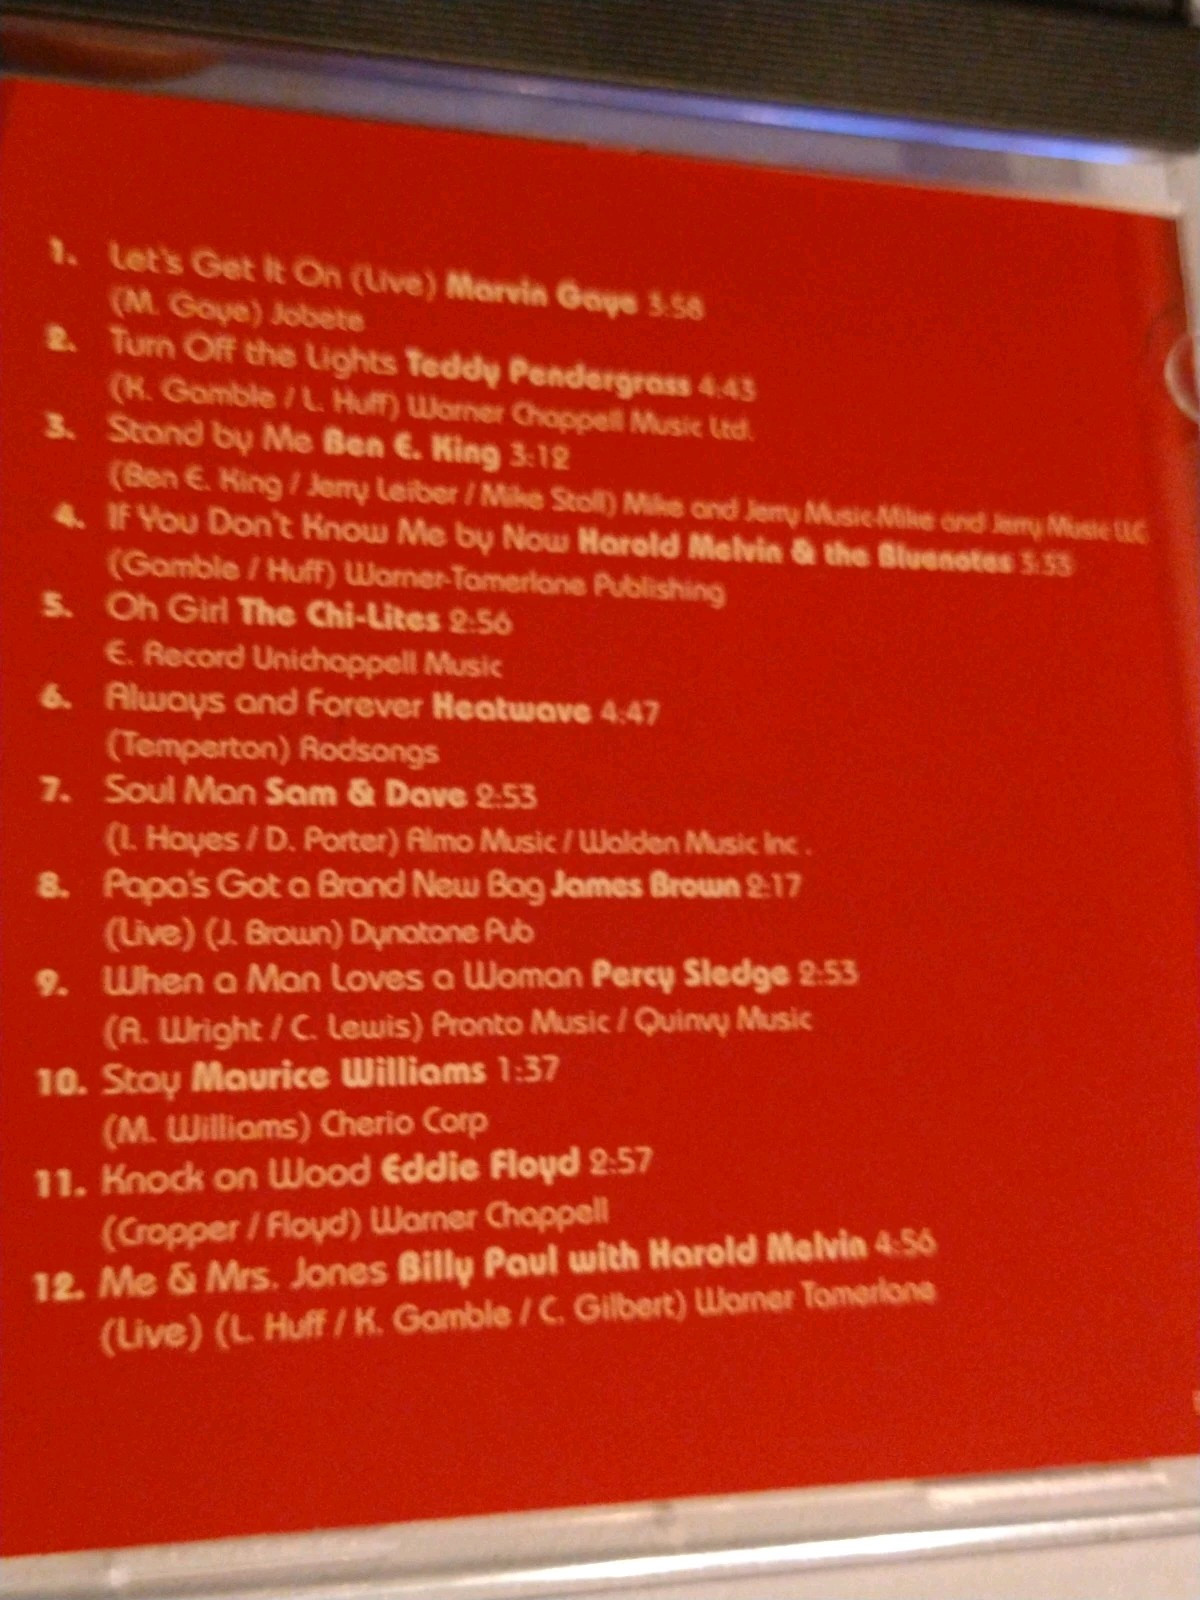 1. Let's Get It On (Live) Marvin Gaye 3:58
(M. Gaye) Jobete
2. Turn Off the Lights Teddy Pendergrass 4:43
(K. Gamble / L. Huff) Warner Chappell Music Ltd.
3. Stand by Me Ben E. King 3:12
(Ben E. King / Jerry Leiber / Mike Stoll) Mike and Jerry Music-Mike and Jerry Music LLC
4. If You Don't Know Me by Now Harold Melvin & the Bluenotes 3:33
(Gamble / Huff) Warner-Tamerlane Publishing
5. Oh Girl The Chi-Lites 2:56
E. Record Unichappell Music
6. Always and Forever Heatwave 4:47
(Temperton) Rodsongs
7. Soul Man Sam & Dave 2:53
(I. Hayes / D. Porter) Almo Music / Walden Music Inc .
8. Papa's Got a Brand New Bag James Brown 2:17
(Live) (J. Brown) Dynatone Pub
9. When a Man Loves a Woman Percy Sledge 2:53
(A. Wright / C. Lewis) Pronto Music / Quinvy Music
10. Stay Maurice Williams 1:37
(M. Williams) Cherio Corp
11. Knock on Wood Eddie Floyd 2:57
(Cropper / Floyd) Warner Chappell
12. Me & Mrs. Jones Billy Paul with Harold Melvin 4:56
(Live) (L. Huff / K. Gamble / C. Gilbert) Warner Tamerlane